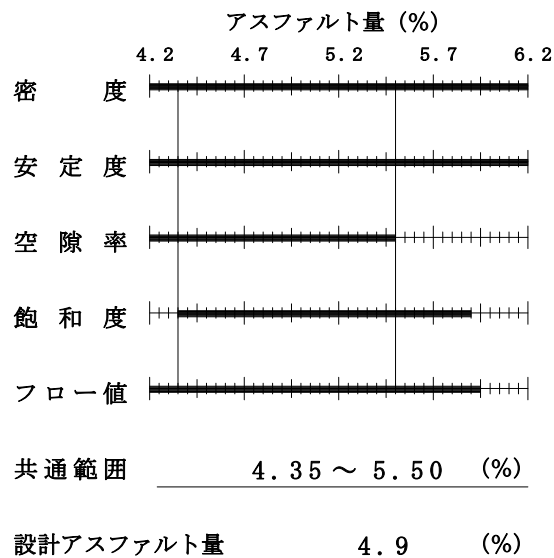 アスファルト量 (%)
4.2 4.7 5.2 5.7 6.2
密度
安定度
空隙率
飽和度
フロー値
共通範囲 4.35～5.50 (%)
設計アスファルト量 4.9 (%)